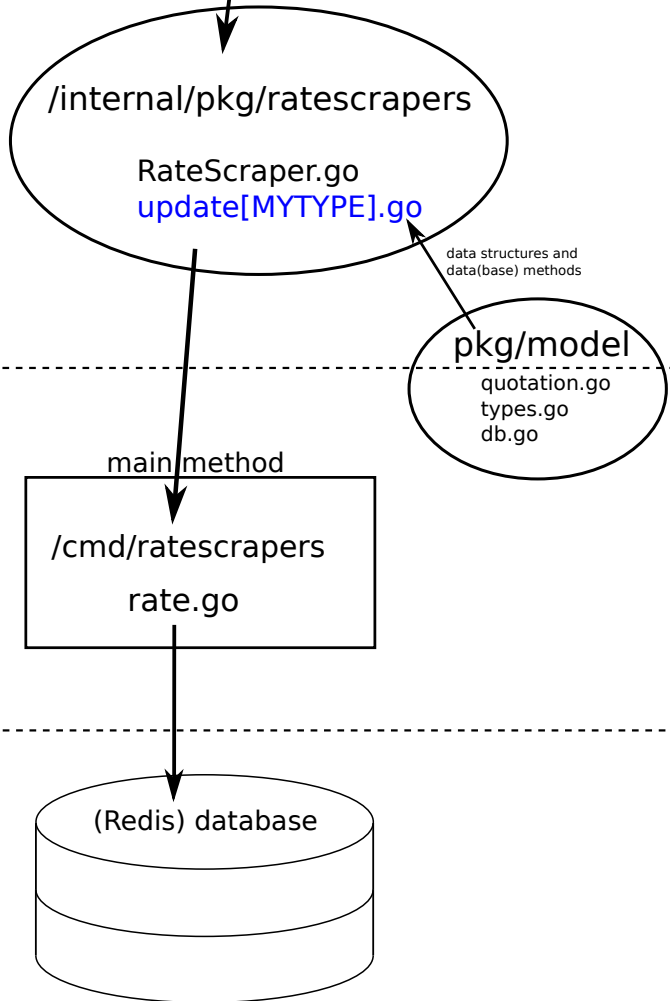 /internal/pkg/ratescrapers
RateScraper.go
update[MYTYPE].go
data structures and
data(base) methods
pkg/model
quotation.go
types.go
db.go
main method
/cmd/ratescrapers
rate.go
(Redis) database